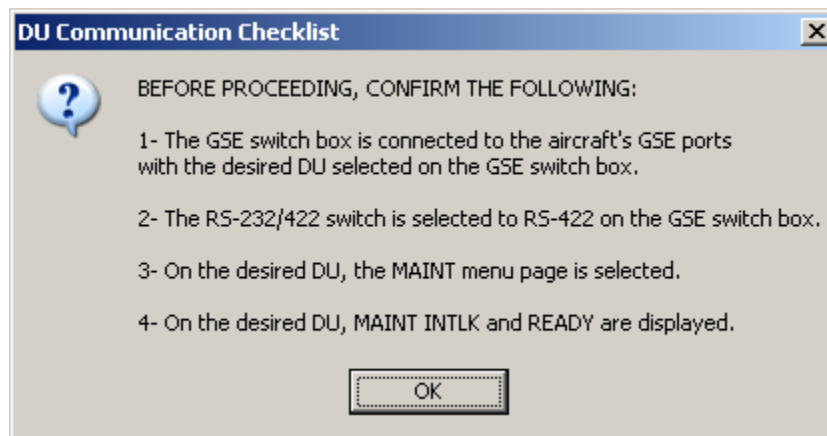 DU Communication Checklist
BEFORE PROCEEDING, CONFIRM THE FOLLOWING:
1- The GSE switch box is connected to the aircraft's GSE ports
with the desired DU selected on the GSE switch box.
2- The RS-232/422 switch is selected to RS-422 on the GSE switch box.
3- On the desired DU, the MAINT menu page is selected.
4- On the desired DU, MAINT INTLK and READY are displayed.
OK